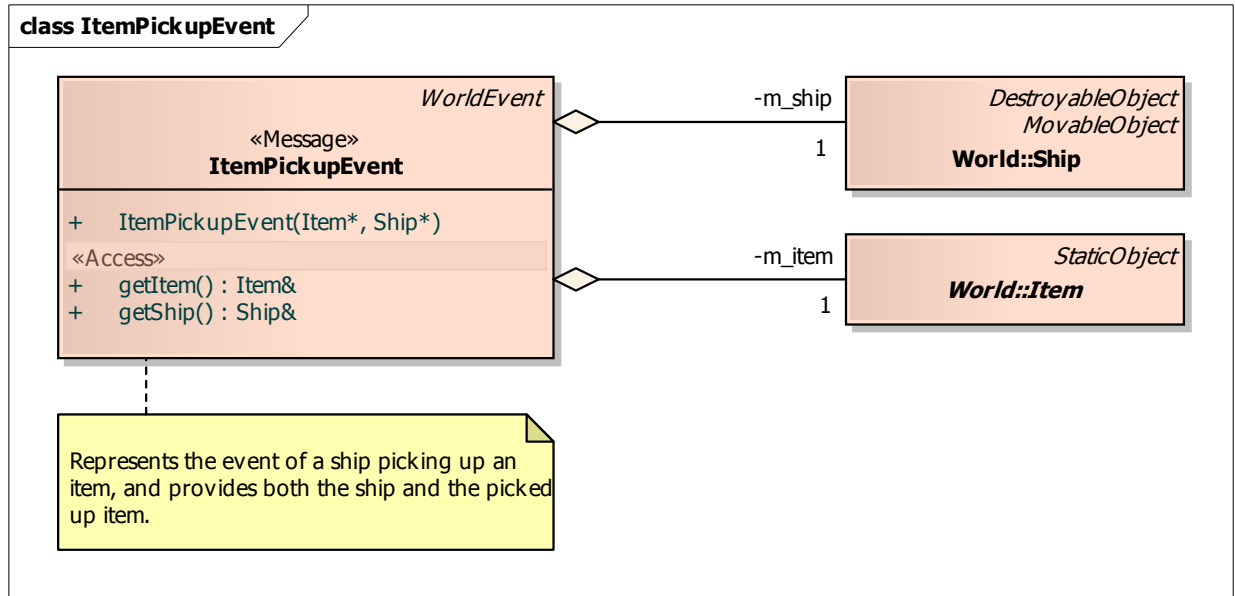 class ItemPickupEvent
WorldEvent
«Message»
ItemPickupEvent
+ ItemPickupEvent(Item*, Ship*)
«Access»
+ getItem() : Item&
+ getShip() : Ship&
-m_ship
1
DestroyableObject
MovableObject
World::Ship
-m_item
1
StaticObject
World::Item
Represents the event of a ship picking up an
item, and provides both the ship and the picked
up item.